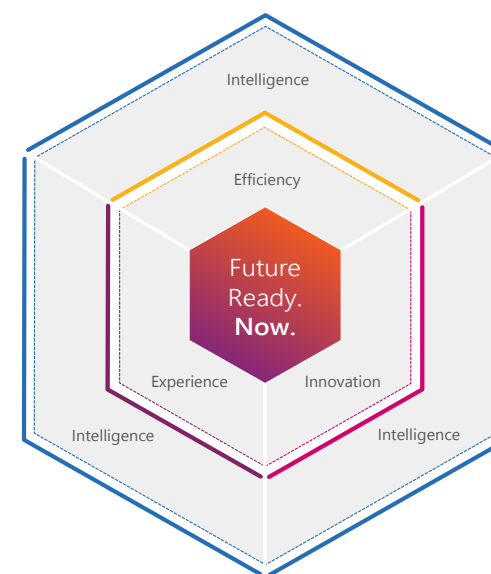 Intelligence
Efficiency
Future
Ready.
Now.
Experience
Innovation
Intelligence
Intelligence